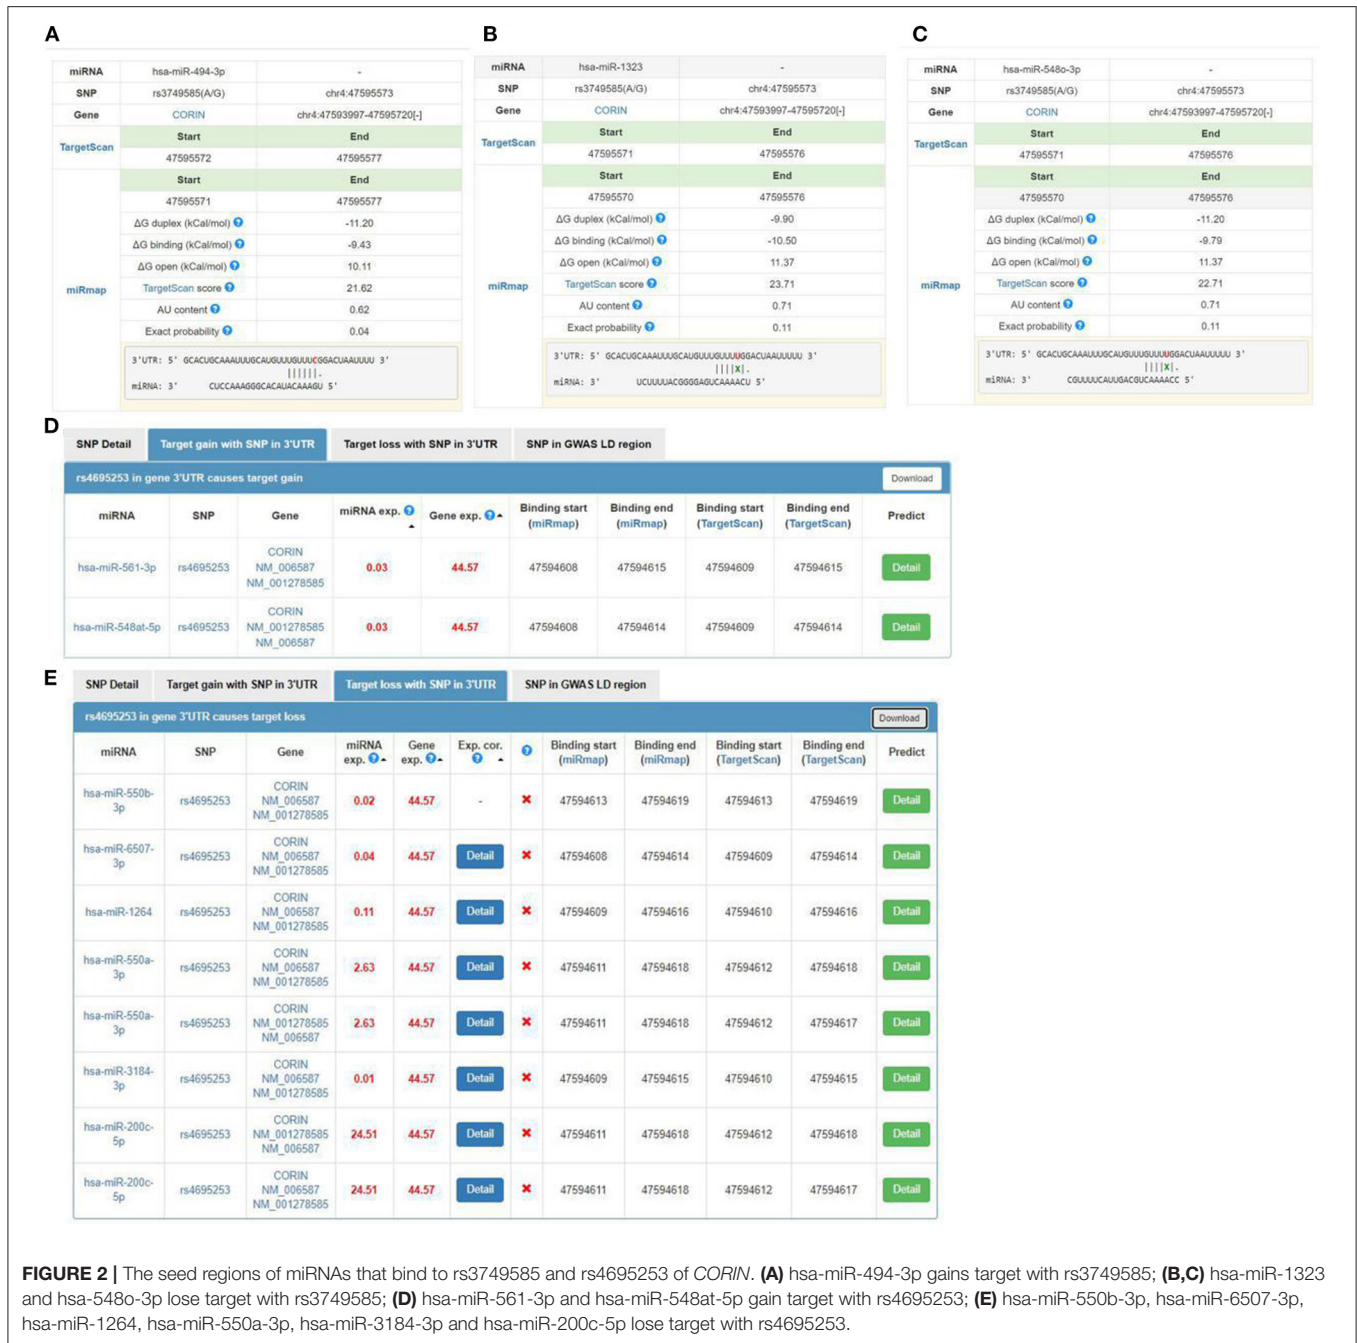 A
miRNA hsa-miR-494-3p -
SNP rs3749585(A/G) chr4:47595573
Gene CORIN chr4:47593997-47595720[-]
TargetScan
Start End
47595572 47595577
miRmap
Start End
47595571 47595577
ΔG duplex (kCal/mol) -11.20
ΔG binding (kCal/mol) -9.43
ΔG open (kCal/mol) 10.11
TargetScan score 21.62
AU content 0.62
Exact probability 0.04
3'UTR: 5' GCACUGCAAAUUUGCAUGUUUGUUUCGGACUAAUUUU 3'
||||||.
miRNA: 3' CUCCAAAGGGCACAUACAAAGU 5'
B
miRNA hsa-miR-1323 -
SNP rs3749585(A/G) chr4:47595573
Gene CORIN chr4:47593997-47595720[-]
TargetScan
Start End
47595571 47595576
miRmap
Start End
47595570 47595576
ΔG duplex (kCal/mol) -9.90
ΔG binding (kCal/mol) -10.50
ΔG open (kCal/mol) 11.37
TargetScan score 23.71
AU content 0.71
Exact probability 0.11
3'UTR: 5' GCACUGCAAAUUUGCAUGUUUGUUUUGGACUAAUUUUU 3'
||||X|.
miRNA: 3' UCUUUUACGGGGAGUCAAAACU 5'
C
miRNA hsa-miR-548o-3p -
SNP rs3749585(A/G) chr4:47595573
Gene CORIN chr4:47593997-47595720[-]
TargetScan
Start End
47595571 47595576
miRmap
Start End
47595570 47595576
ΔG duplex (kCal/mol) -11.20
ΔG binding (kCal/mol) -9.79
ΔG open (kCal/mol) 11.37
TargetScan score 22.71
AU content 0.71
Exact probability 0.11
3'UTR: 5' GCACUGCAAAUUUGCAUGUUUGUUUUGGACUAAUUUUU 3'
||||X|.
miRNA: 3' CGUUUUCAUUGACGUCAAAACC 5'
D
SNP Detail Target gain with SNP in 3'UTR Target loss with SNP in 3'UTR SNP in GWAS LD region
rs4695253 in gene 3'UTR causes target gain Download
miRNA SNP Gene miRNA exp. Gene exp. Binding start (miRmap) Binding end (miRmap) Binding start (TargetScan) Binding end (TargetScan) Predict
hsa-miR-561-3p rs4695253 CORIN NM_006587 NM_001278585 0.03 44.57 47594608 47594615 47594609 47594615 Detail
hsa-miR-548at-5p rs4695253 CORIN NM_001278585 NM_006587 0.03 44.57 47594608 47594614 47594609 47594614 Detail
E
SNP Detail Target gain with SNP in 3'UTR Target loss with SNP in 3'UTR SNP in GWAS LD region
rs4695253 in gene 3'UTR causes target loss Download
miRNA SNP Gene miRNA exp. Gene exp. Exp. cor. Binding start (miRmap) Binding end (miRmap) Binding start (TargetScan) Binding end (TargetScan) Predict
hsa-miR-550b-3p rs4695253 CORIN NM_006587 NM_001278585 0.02 44.57 - 47594613 47594619 47594613 47594619 Detail
hsa-miR-6507-3p rs4695253 CORIN NM_006587 NM_001278585 0.04 44.57 Detail 47594608 47594614 47594609 47594614 Detail
hsa-miR-1264 rs4695253 CORIN NM_006587 NM_001278585 0.11 44.57 Detail 47594609 47594616 47594610 47594616 Detail
hsa-miR-550a-3p rs4695253 CORIN NM_006587 NM_001278585 2.63 44.57 Detail 47594611 47594618 47594612 47594618 Detail
hsa-miR-550a-3p rs4695253 CORIN NM_001278585 NM_006587 2.63 44.57 Detail 47594611 47594618 47594612 47594617 Detail
hsa-miR-3184-3p rs4695253 CORIN NM_006587 NM_001278585 0.01 44.57 Detail 47594609 47594615 47594610 47594615 Detail
hsa-miR-200c-5p rs4695253 CORIN NM_001278585 NM_006587 24.51 44.57 Detail 47594611 47594618 47594612 47594618 Detail
hsa-miR-200c-5p rs4695253 CORIN NM_006587 NM_001278585 24.51 44.57 Detail 47594611 47594618 47594612 47594617 Detail
FIGURE 2 | The seed regions of miRNAs that bind to rs3749585 and rs4695253 of CORIN. (A) hsa-miR-494-3p gains target with rs3749585; (B,C) hsa-miR-1323
and hsa-548o-3p lose target with rs3749585; (D) hsa-miR-561-3p and hsa-miR-548at-5p gain target with rs4695253; (E) hsa-miR-550b-3p, hsa-miR-6507-3p,
hsa-miR-1264, hsa-miR-550a-3p, hsa-miR-3184-3p and hsa-miR-200c-5p lose target with rs4695253.